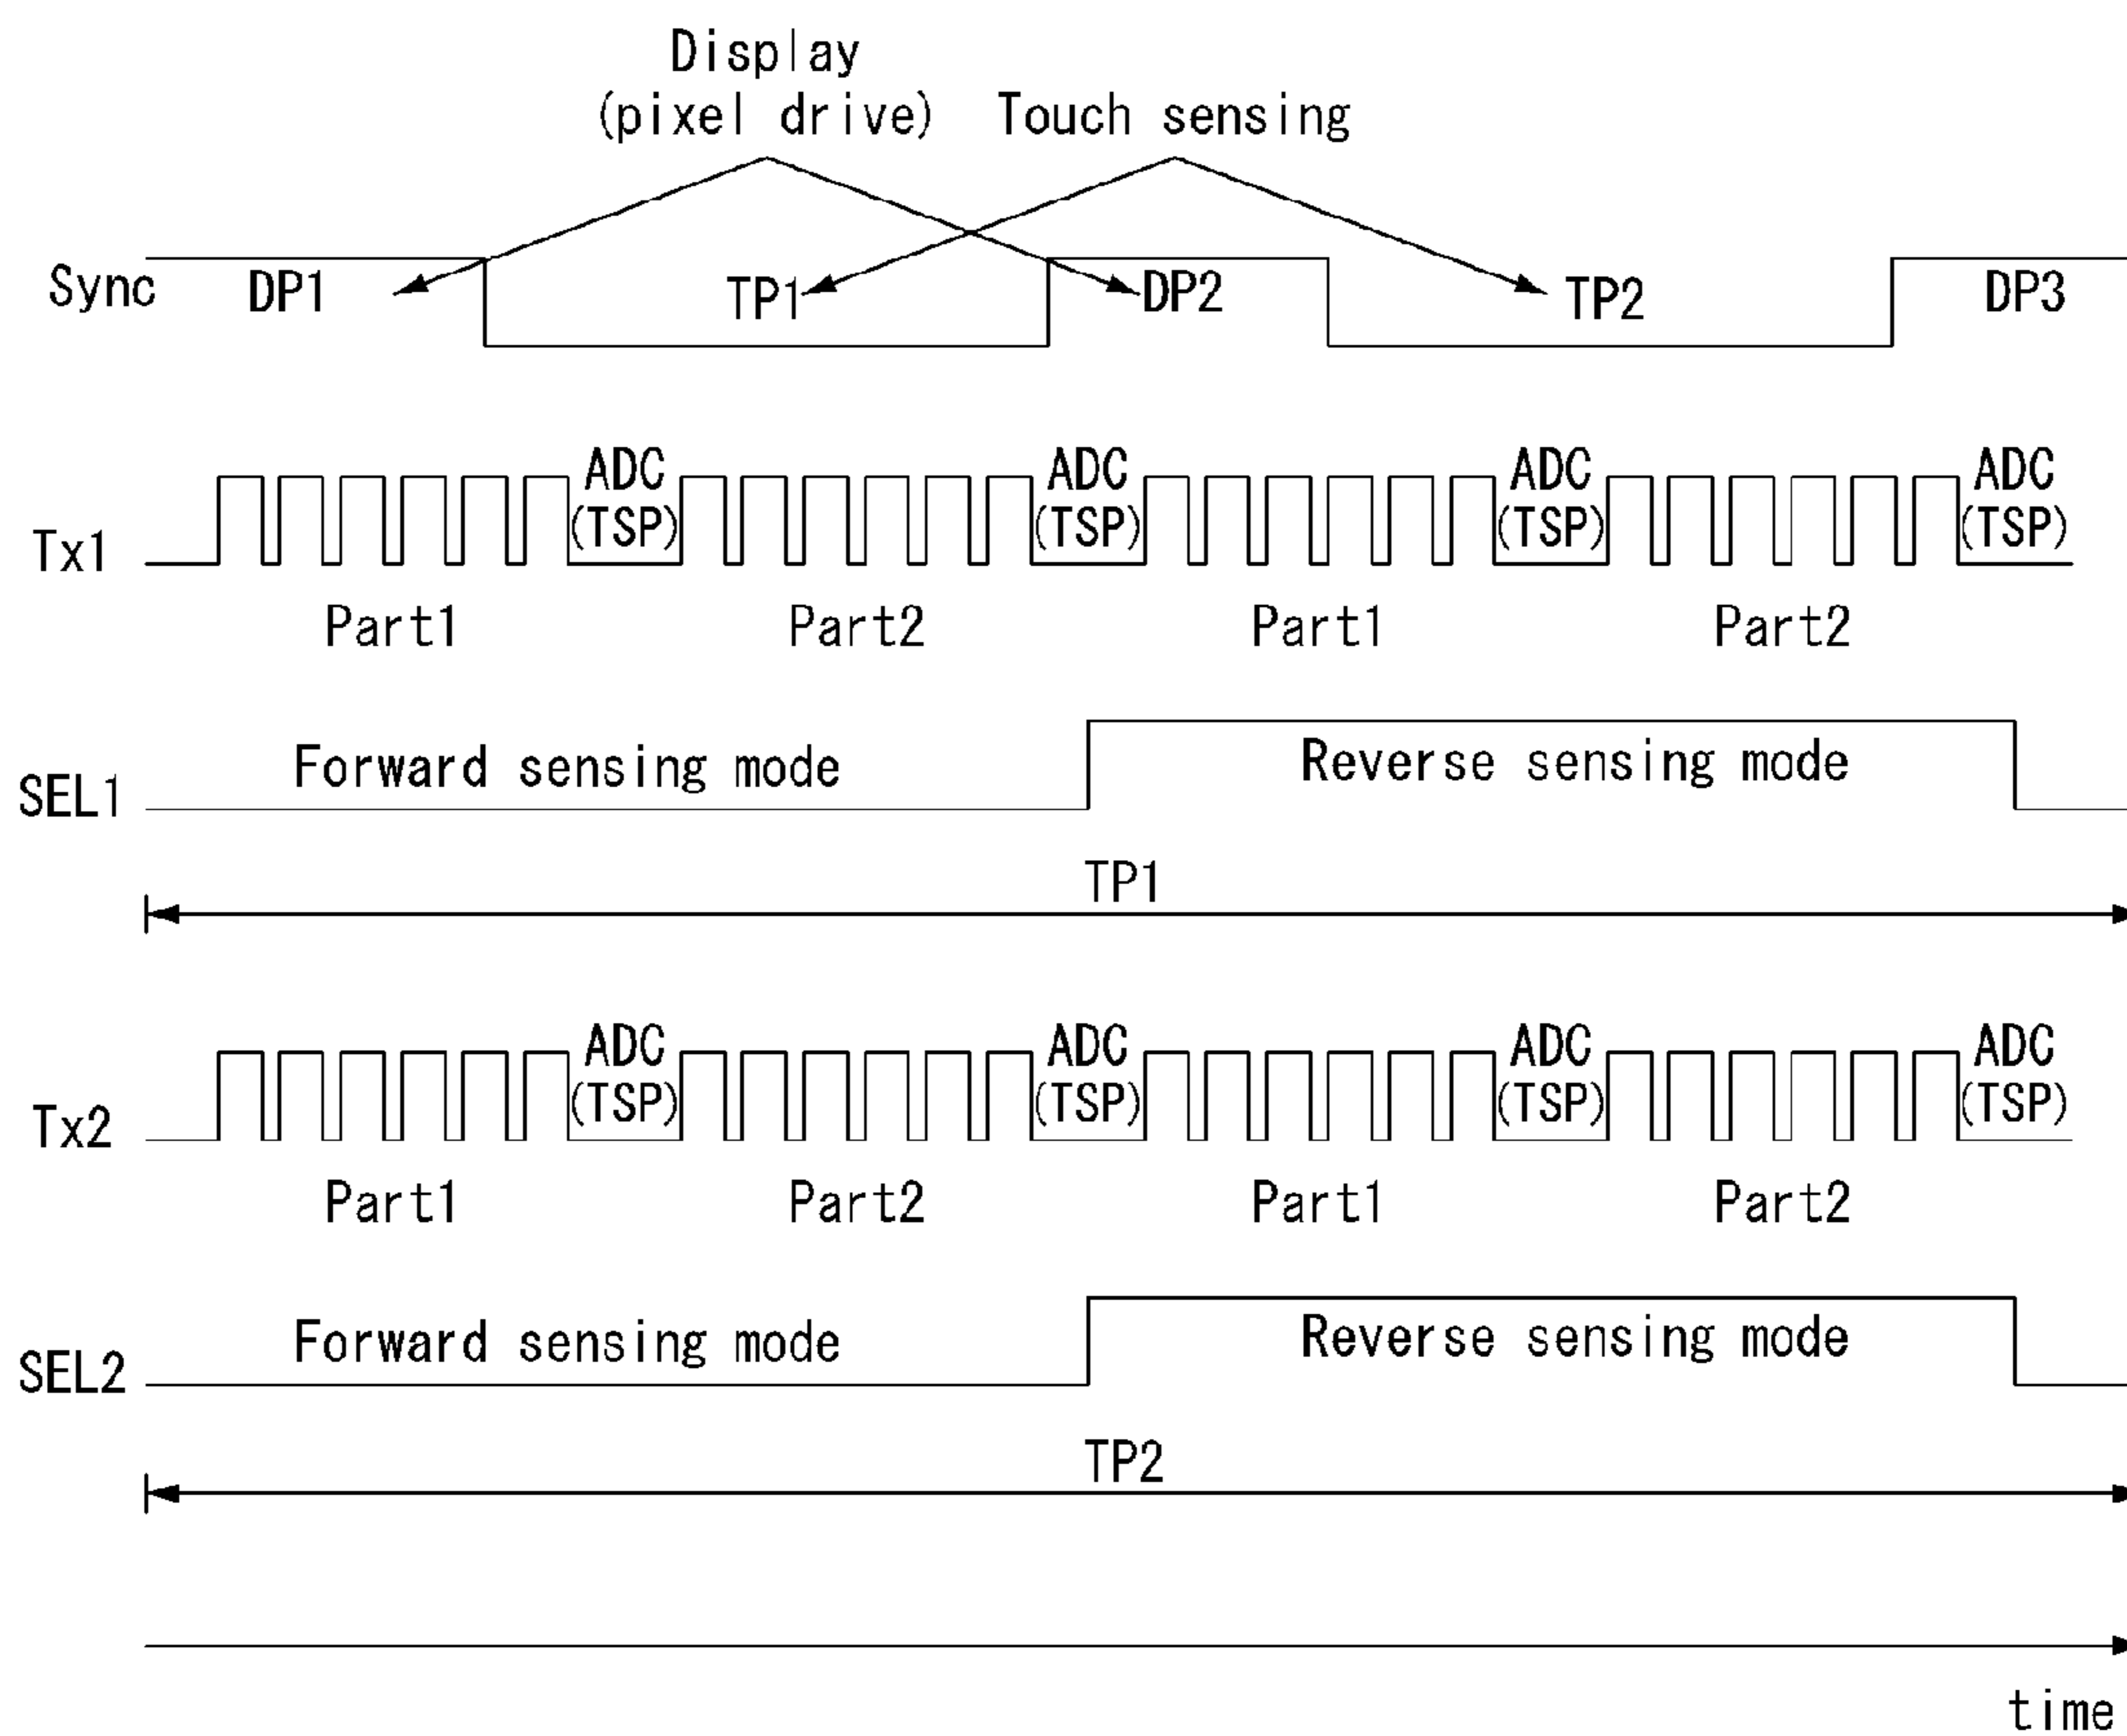 Display
(pixel drive) Touch sensing
Sync DP1 TP1 DP2 TP2 DP3
ADC ADC ADC ADC
(TSP) (TSP) (TSP) (TSP)
Tx1
Part1 Part2 Part1 Part2
Forward sensing mode Reverse sensing mode
SEL1
TP1
ADC ADC ADC ADC
(TSP) (TSP) (TSP) (TSP)
Tx2
Part1 Part2 Part1 Part2
Forward sensing mode Reverse sensing mode
SEL2
TP2
time